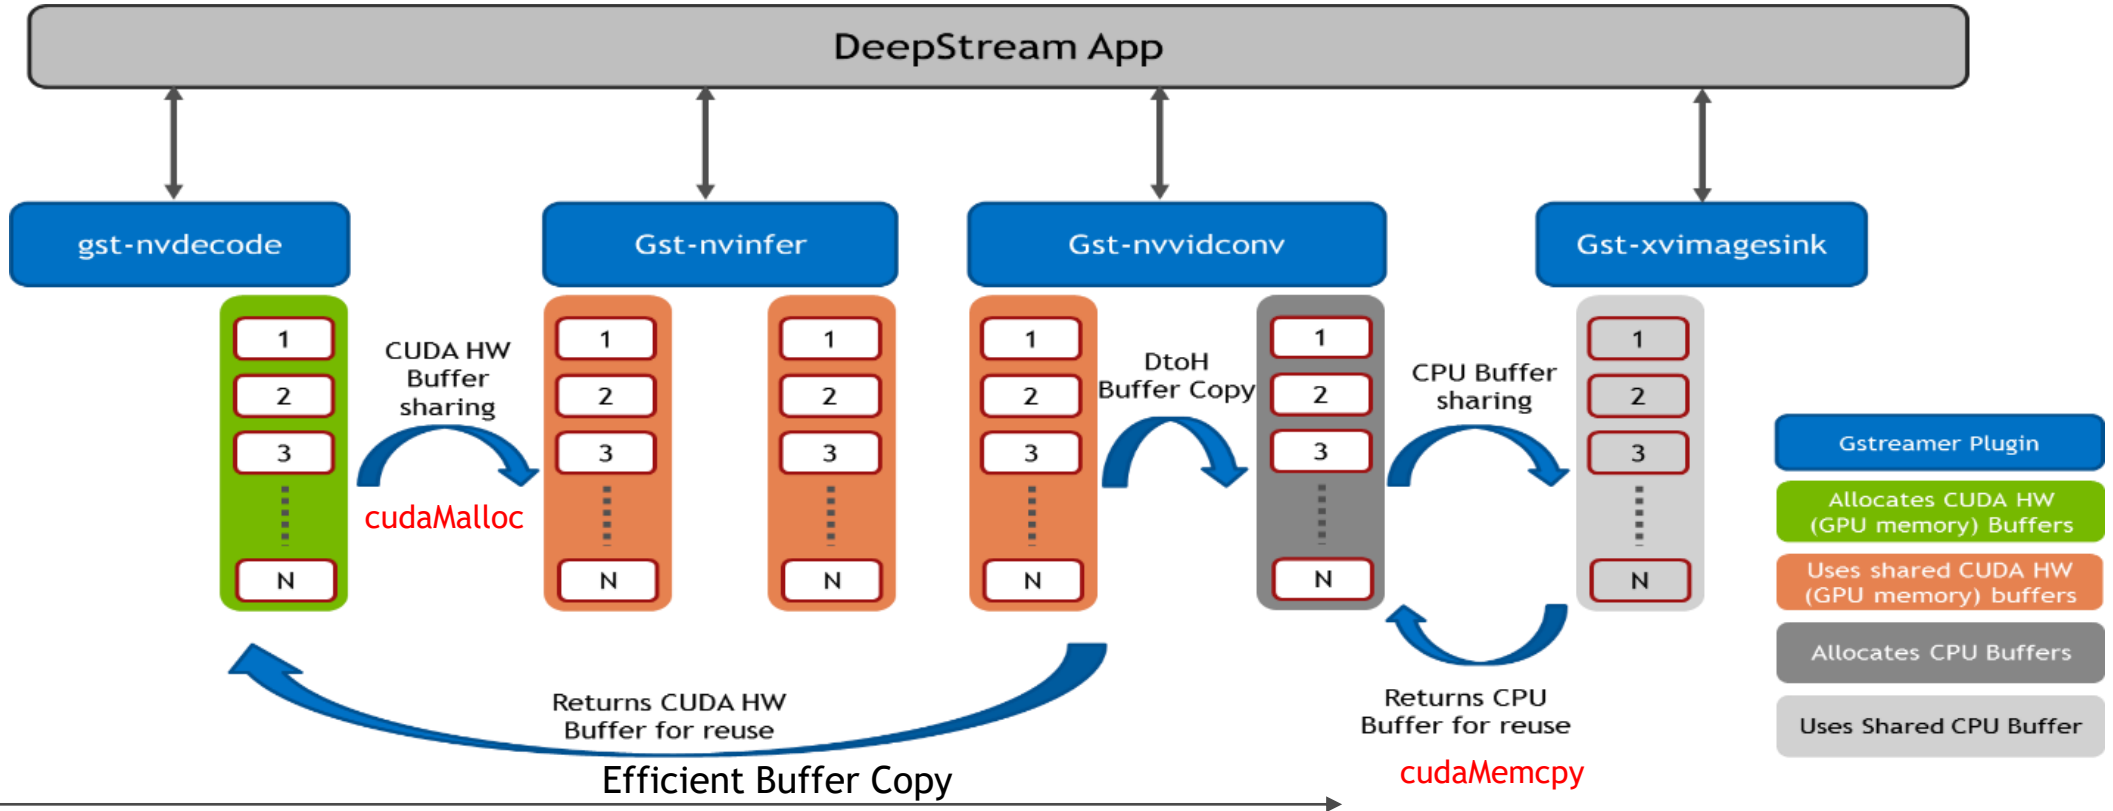 DeepStream App
gst-nvdecode
Gst-nvinfer
Gst-nvvidconv
Gst-xvimagesink
1
2
3
N
CUDA HW
Buffer
sharing
cudaMalloc
1
2
3
N
1
2
3
N
1
2
3
N
DtoH
Buffer Copy
1
2
3
N
CPU Buffer
sharing
1
2
3
N
Gstreamer Plugin
Allocates CUDA HW
(GPU memory) Buffers
Uses shared CUDA HW
(GPU memory) buffers
Allocates CPU Buffers
Uses Shared CPU Buffer
Returns CUDA HW
Buffer for reuse
Returns CPU
Buffer for reuse
Efficient Buffer Copy
cudaMemcpy